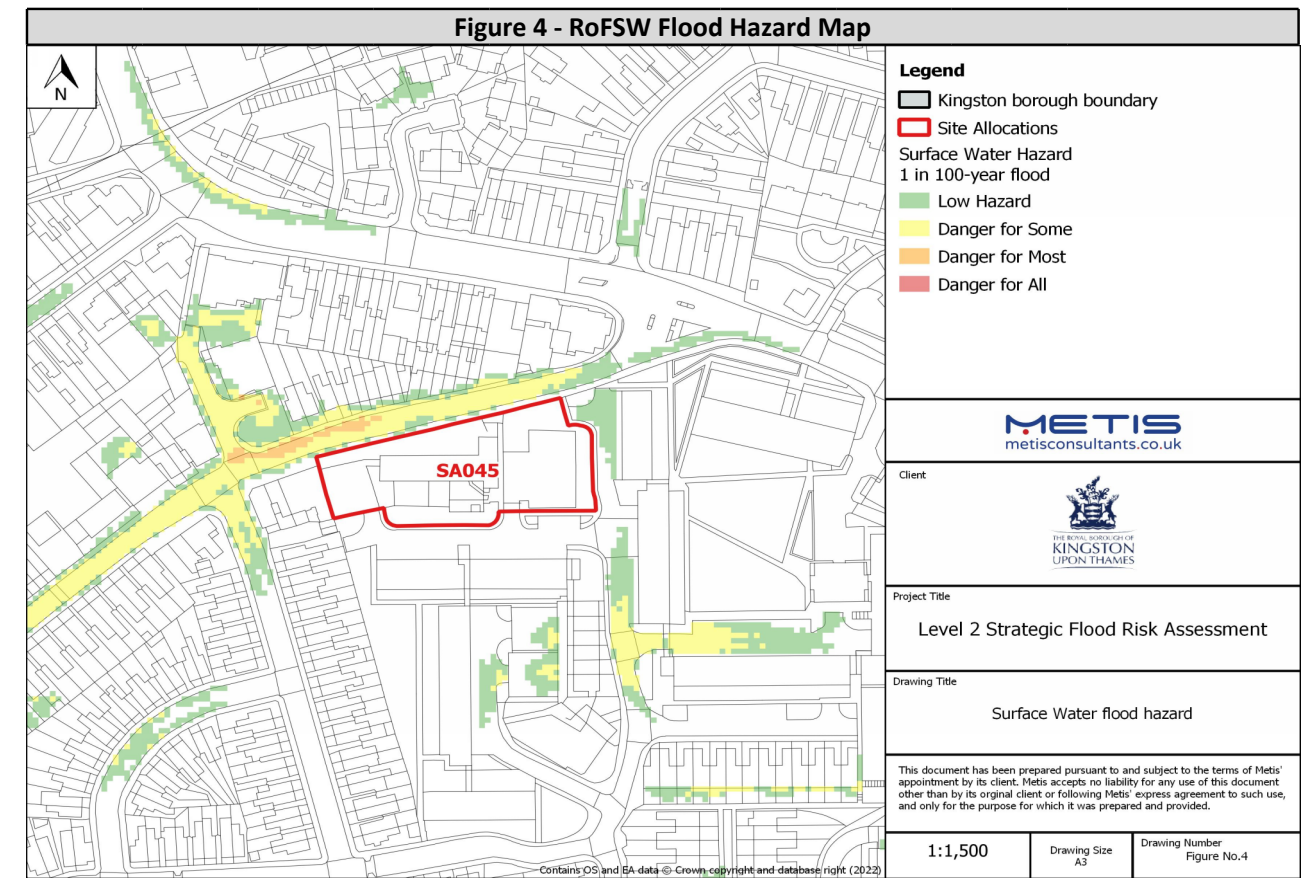 Figure 4 - RoFSW Flood Hazard Map
N
SA045
Contains OS and EA data © Crown copyright and database right (2022)
Legend
Kingston borough boundary
Site Allocations
Surface Water Hazard
1 in 100-year flood
Low Hazard
Danger for Some
Danger for Most
Danger for All
METIS
metisconsultants.co.uk
Client
THE ROYAL BOROUGH OF
KINGSTON
UPON THAMES
Project Title
Level 2 Strategic Flood Risk Assessment
Drawing Title
Surface Water flood hazard
This document has been prepared pursuant to and subject to the terms of Metis'
appointment by its client. Metis accepts no liability for any use of this document
other than by its orginal client or following Metis' express agreement to such use,
and only for the purpose for which it was prepared and provided.
1:1,500
Drawing Size
A3
Drawing Number
Figure No.4